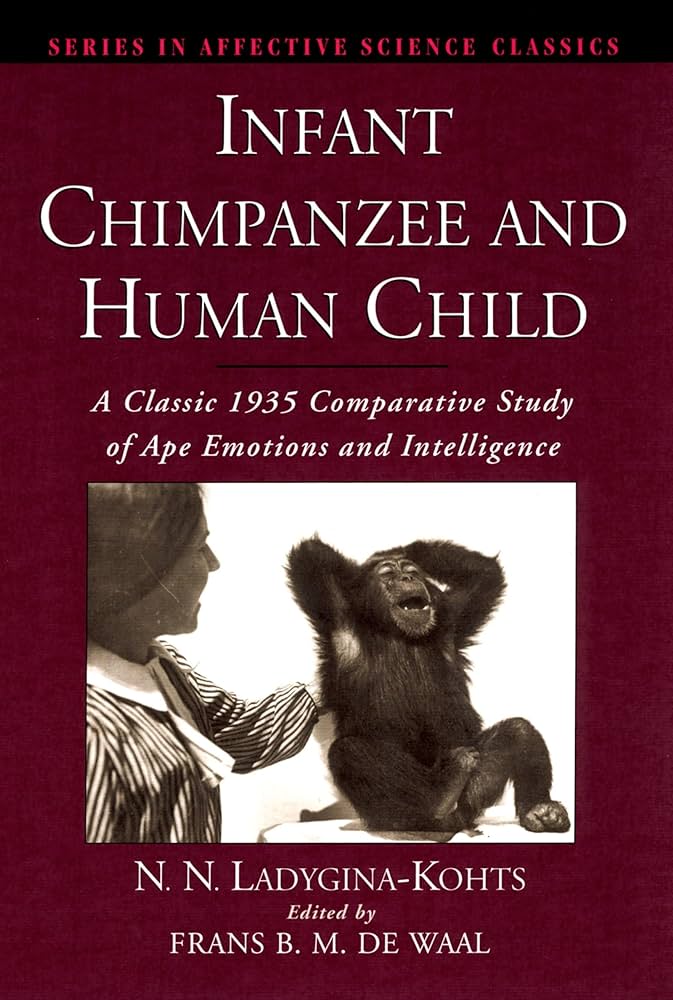 SERIES IN AFFECTIVE SCIENCE CLASSICS
INFANT
CHIMPANZEE AND
HUMAN CHILD
A Classic 1935 Comparative Study
of Ape Emotions and Intelligence
N. N. LADYGINA-KOHTS
Edited by
FRANS B. M. DE WAAL